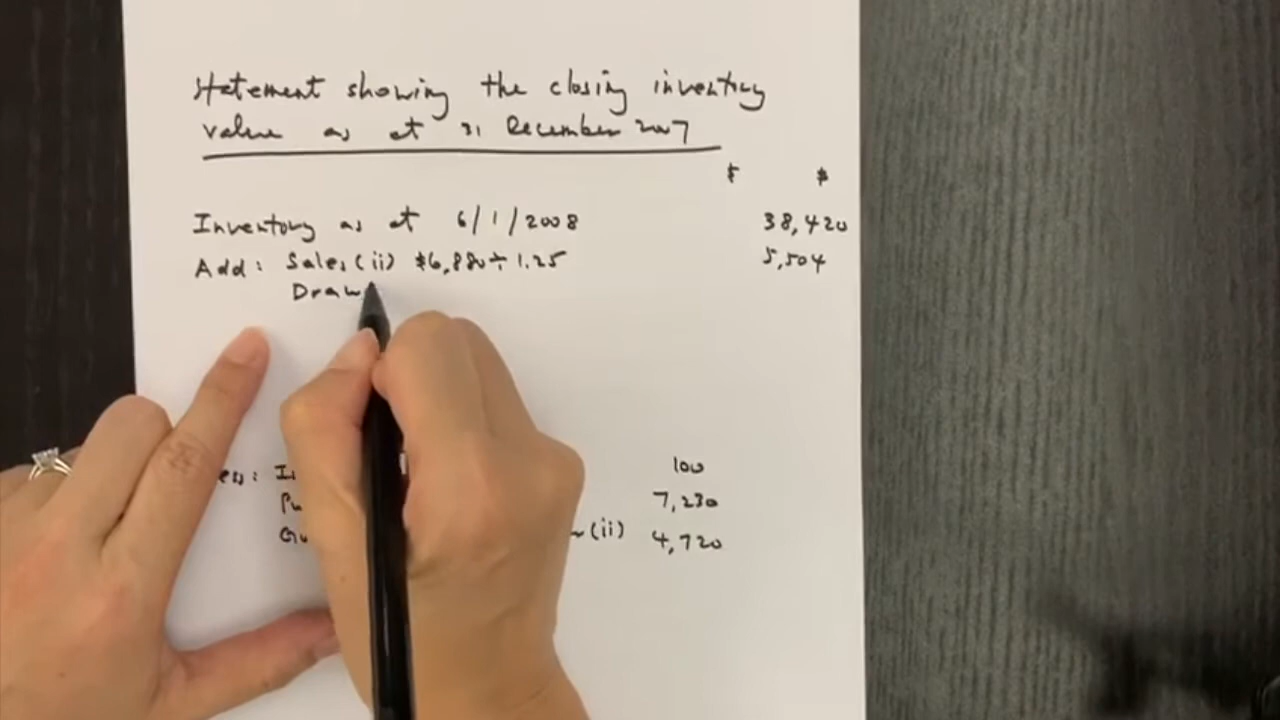 Statement showing the closing inventory
value as at 31 December 2007
$ $
Inventory as at 6/1/2008 38,420
Add: Sales (ii) $6,880 ÷ 1.25 5,504
Draw
100
7,230
(ii) 4,720